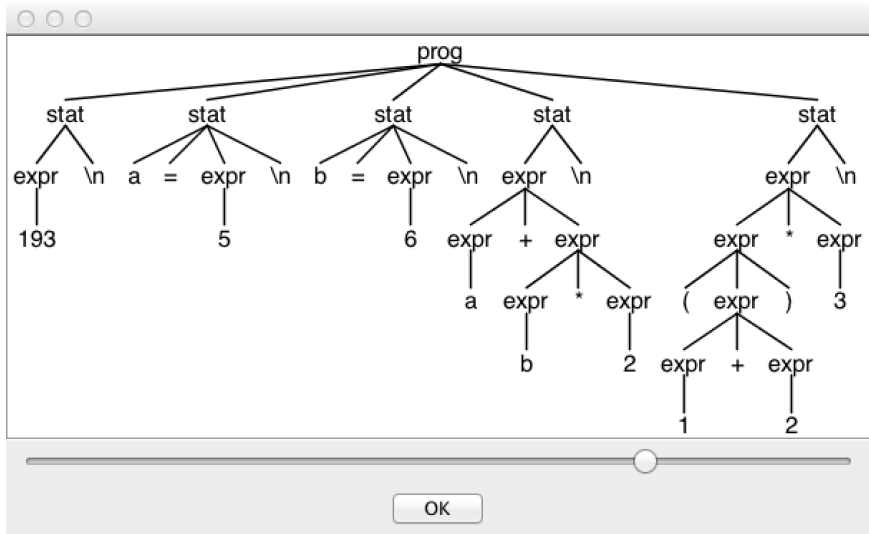 prog
stat stat stat stat stat
expr \n a = expr \n b = expr \n expr \n expr \n
193 5 6 expr + expr expr * expr
a expr * expr ( expr ) 3
b 2 expr + expr
1 2
OK